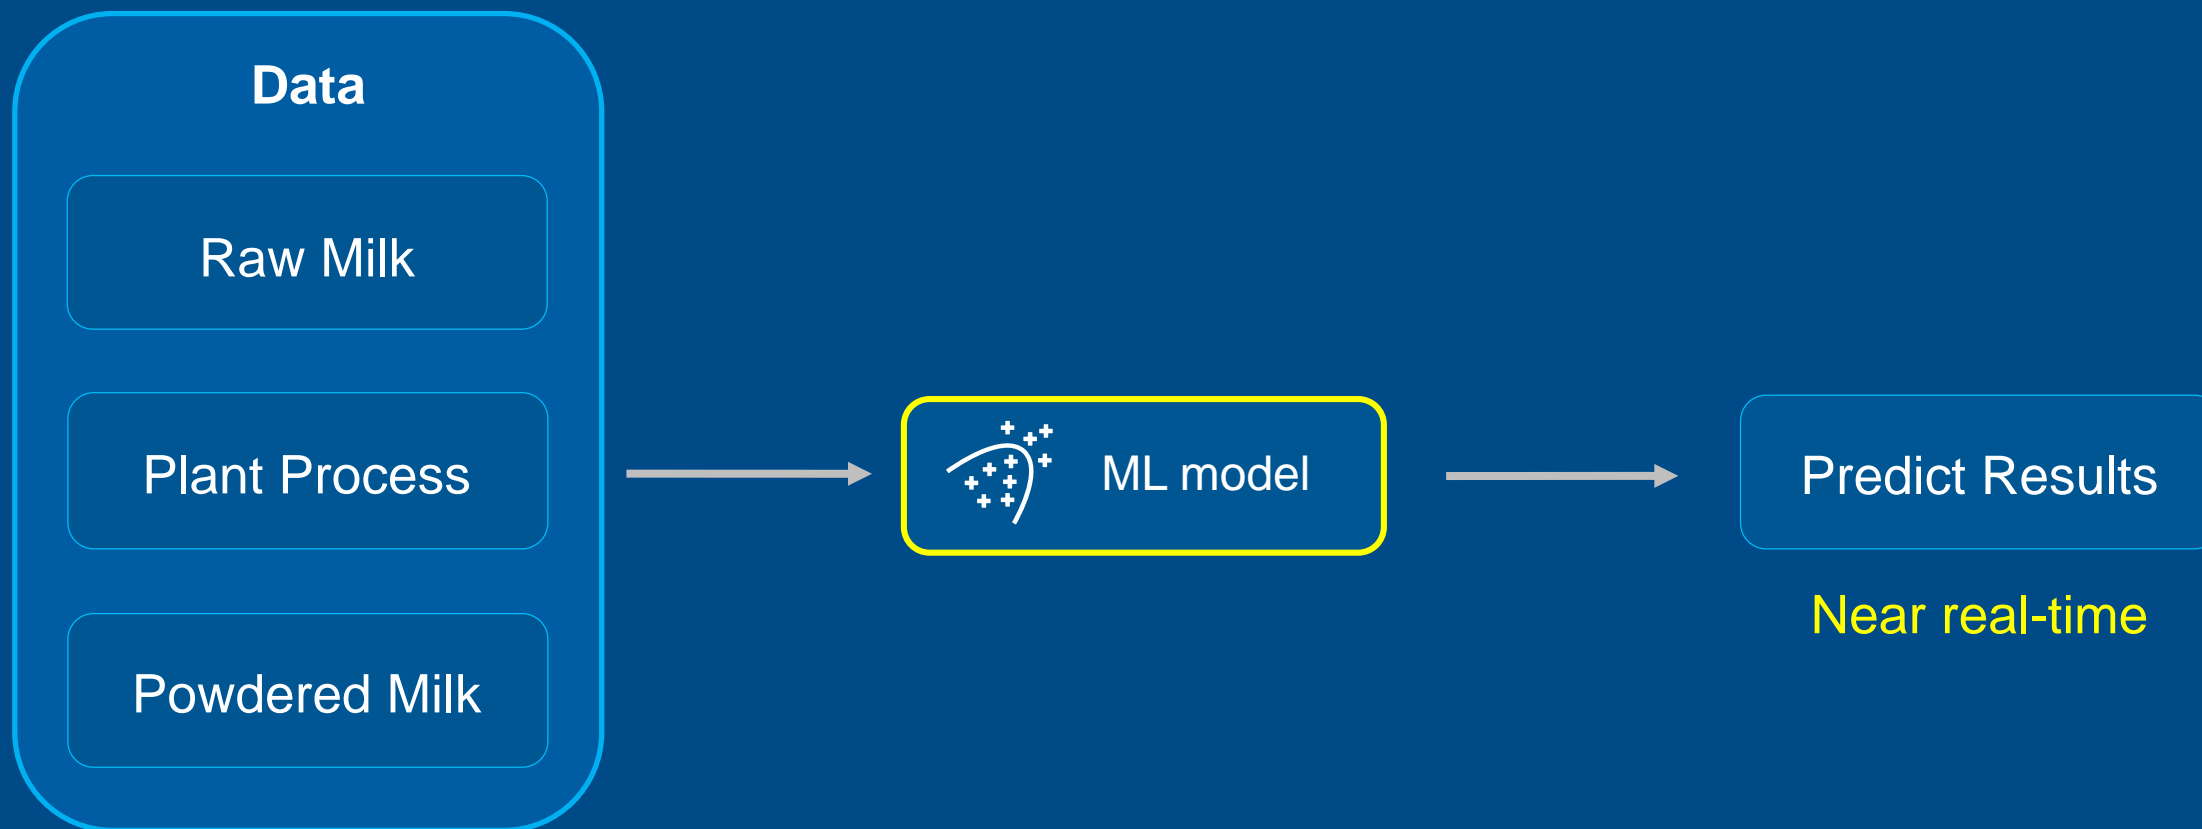 Data
Raw Milk
Plant Process
Powdered Milk
ML model
Predict Results
Near real-time